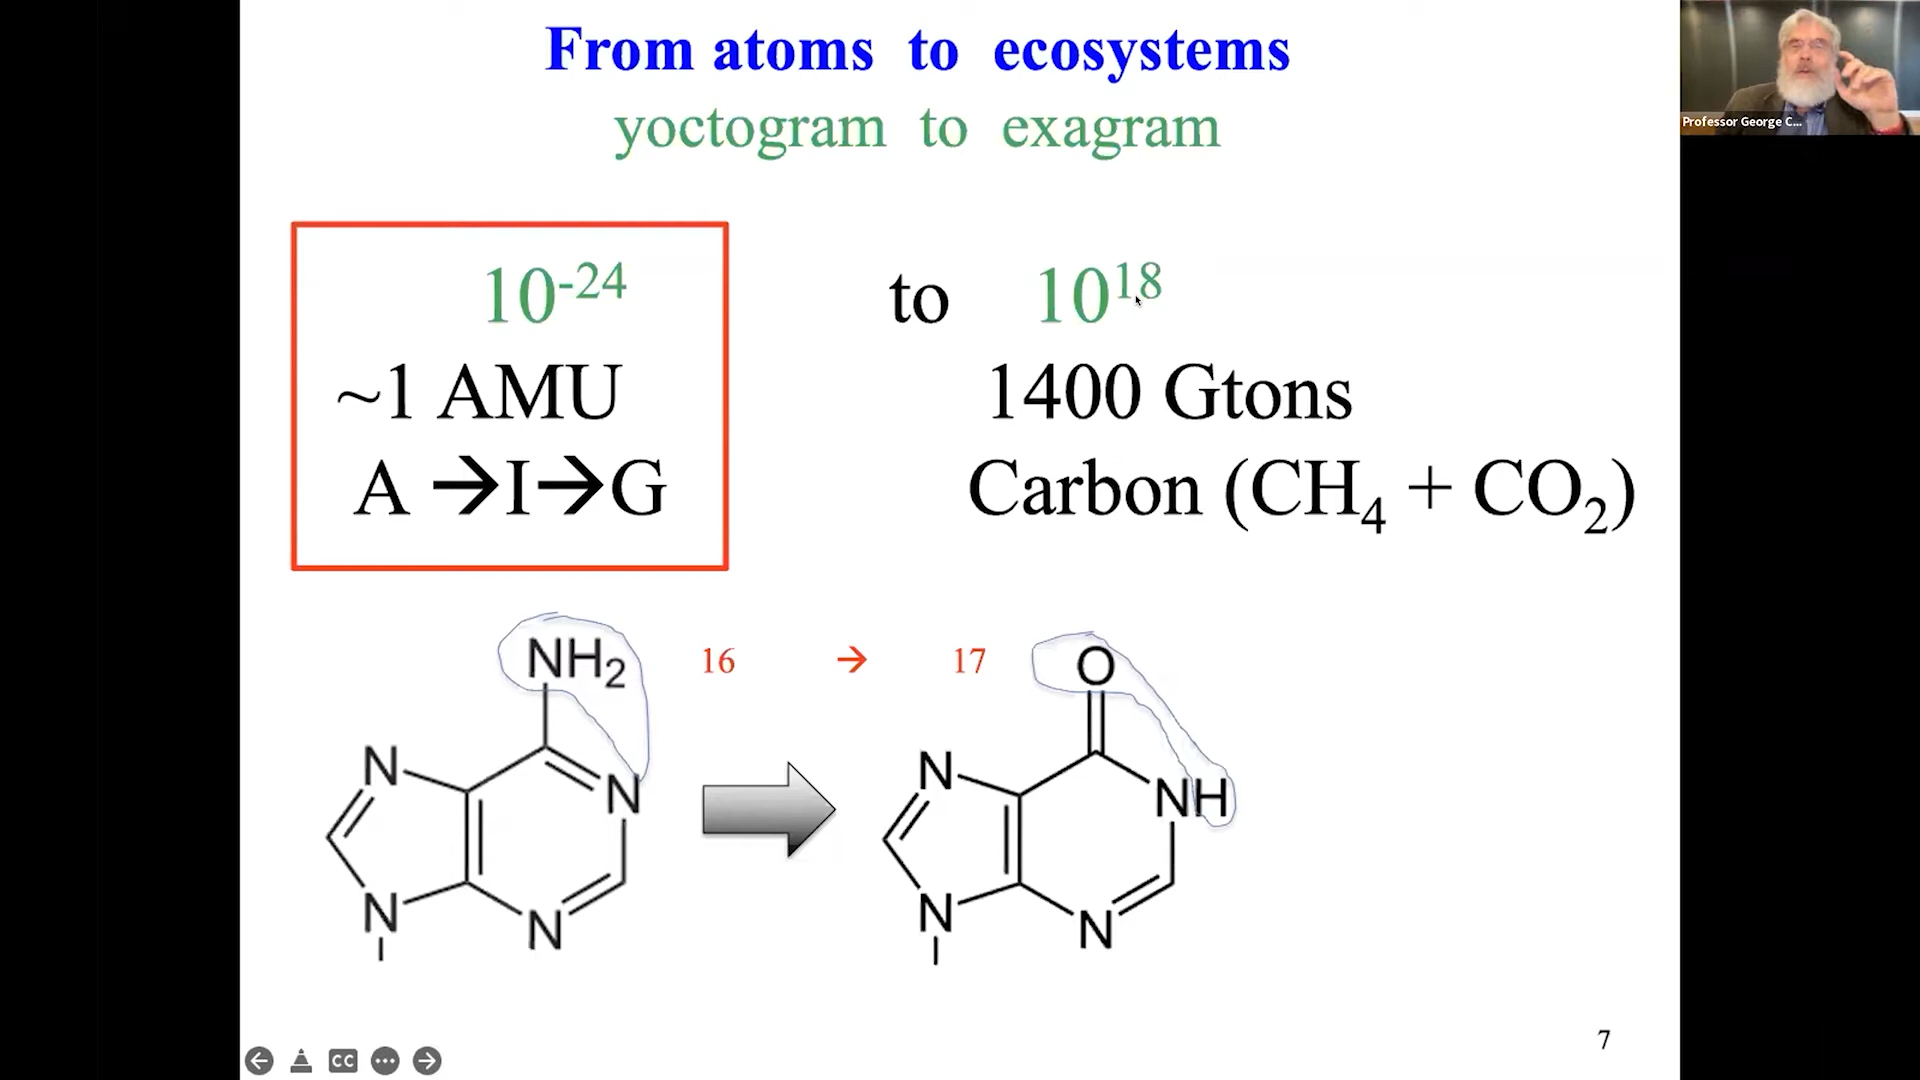 From atoms to ecosystems
yoctogram to exagram
Professor George C...
10⁻²⁴ to 10¹⁸
~1 AMU 1400 Gtons
A →I→G Carbon (CH₄ + CO₂)
NH₂ 16 → 17 O
N N N NH
N N N N
7
CC